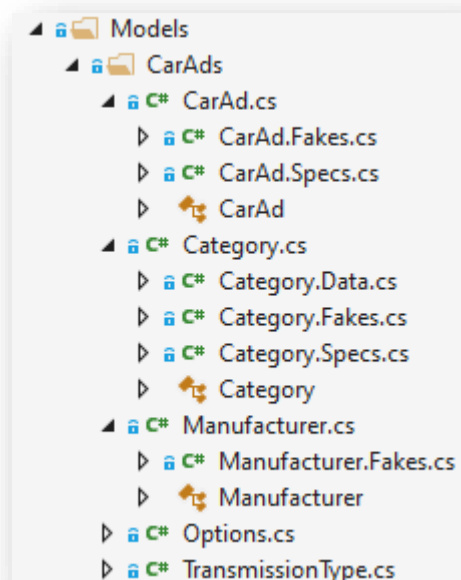 Models
CarAds
C# CarAd.cs
C# CarAd.Fakes.cs
C# CarAd.Specs.cs
CarAd
C# Category.cs
C# Category.Data.cs
C# Category.Fakes.cs
C# Category.Specs.cs
Category
C# Manufacturer.cs
C# Manufacturer.Fakes.cs
Manufacturer
C# Options.cs
C# TransmissionType.cs